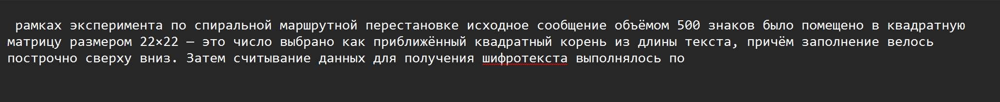 рамках эксперимента по спиральной маршрутной перестановке исходное сообщение объёмом 500 знаков было помещено в квадратную
матрицу размером 22×22 — это число выбрано как приближённый квадратный корень из длины текста, причём заполнение велось
построчно сверху вниз. Затем считывание данных для получения шифротекста выполнялось по